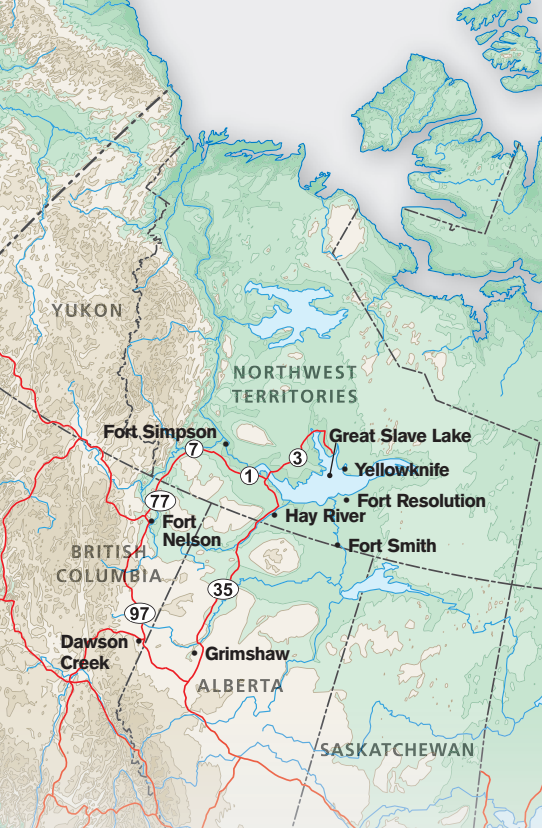 YUKON
NORTHWEST
TERRITORIES
Fort Simpson
7
3
Great Slave Lake
1
Yellowknife
77
Fort Resolution
Hay River
Fort
Nelson
Fort Smith
BRITISH
COLUMBIA
35
97
Dawson
Creek
Grimshaw
ALBERTA
SASKATCHEWAN